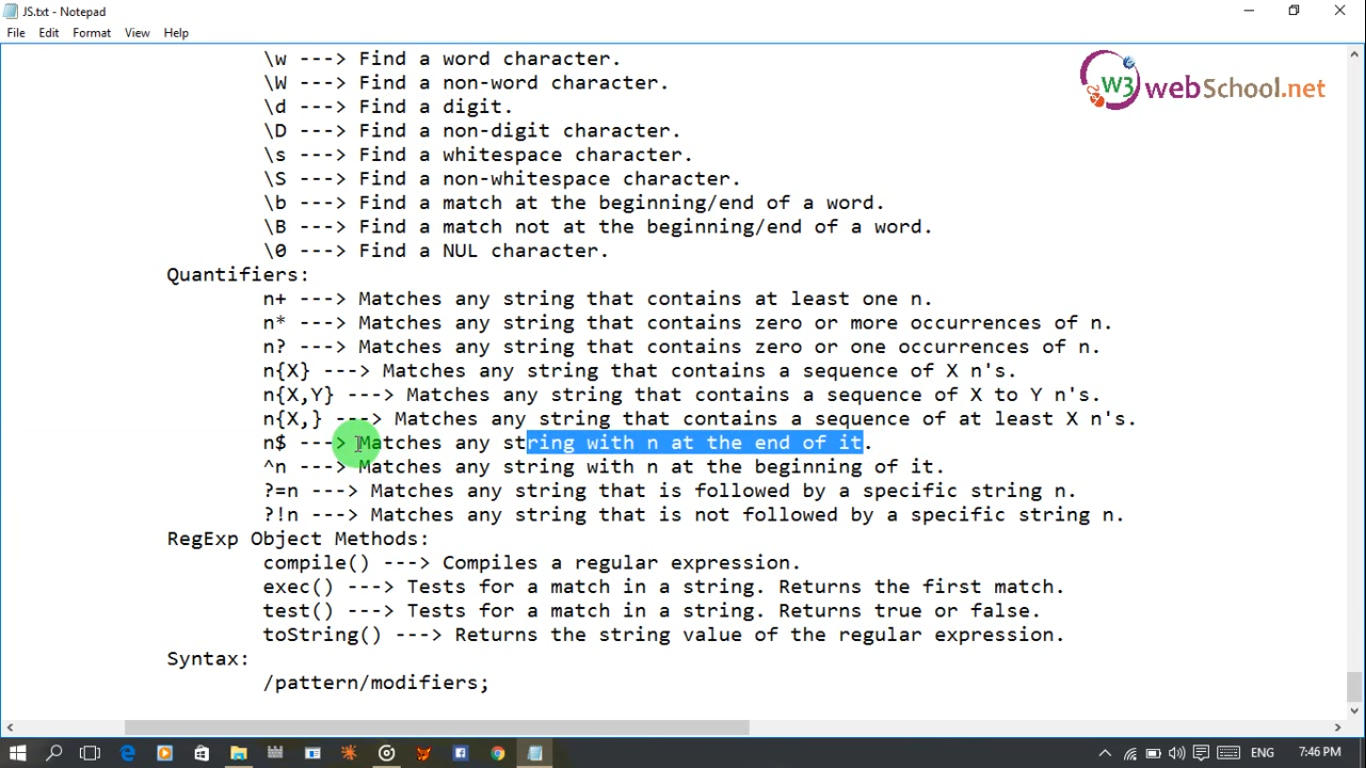 JS.txt - Notepad
File Edit Format View Help
W3webSchool.net
\w ---> Find a word character.
\W ---> Find a non-word character.
\d ---> Find a digit.
\D ---> Find a non-digit character.
\s ---> Find a whitespace character.
\S ---> Find a non-whitespace character.
\b ---> Find a match at the beginning/end of a word.
\B ---> Find a match not at the beginning/end of a word.
\0 ---> Find a NUL character.
Quantifiers:
n+ ---> Matches any string that contains at least one n.
n* ---> Matches any string that contains zero or more occurrences of n.
n? ---> Matches any string that contains zero or one occurrences of n.
n{X} ---> Matches any string that contains a sequence of X n's.
n{X,Y} ---> Matches any string that contains a sequence of X to Y n's.
n{X,} ---> Matches any string that contains a sequence of at least X n's.
n$ ---> Matches any string with n at the end of it.
^n ---> Matches any string with n at the beginning of it.
?=n ---> Matches any string that is followed by a specific string n.
?!n ---> Matches any string that is not followed by a specific string n.
RegExp Object Methods:
compile() ---> Compiles a regular expression.
exec() ---> Tests for a match in a string. Returns the first match.
test() ---> Tests for a match in a string. Returns true or false.
toString() ---> Returns the string value of the regular expression.
Syntax:
/pattern/modifiers;
ENG 7:46 PM